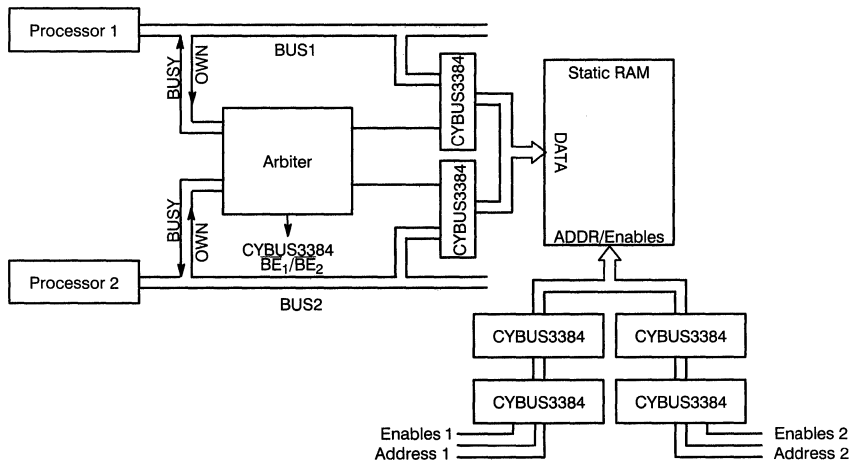 Processor 1
BUS1
BUSY
OWN
CYBUS3384
Static RAM
DATA
ADDR/Enables
Arbiter
CYBUS3384
BUSY
OWN
CYBUS3384
BE1/BE2
Processor 2
BUS2
CYBUS3384
CYBUS3384
CYBUS3384
CYBUS3384
Enables 1
Address 1
Enables 2
Address 2